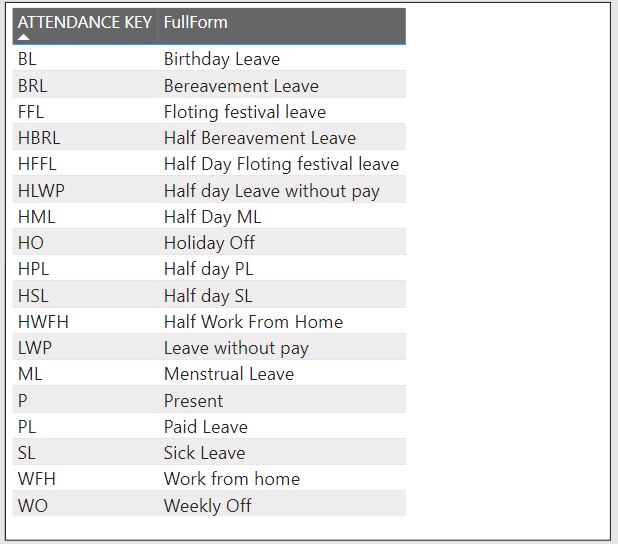 ATTENDANCE KEY FullForm
BL Birthday Leave
BRL Bereavement Leave
FFL Floting festival leave
HBRL Half Bereavement Leave
HFFL Half Day Floting festival leave
HLWP Half day Leave without pay
HML Half Day ML
HO Holiday Off
HPL Half day PL
HSL Half day SL
HWFH Half Work From Home
LWP Leave without pay
ML Menstrual Leave
P Present
PL Paid Leave
SL Sick Leave
WFH Work from home
WO Weekly Off